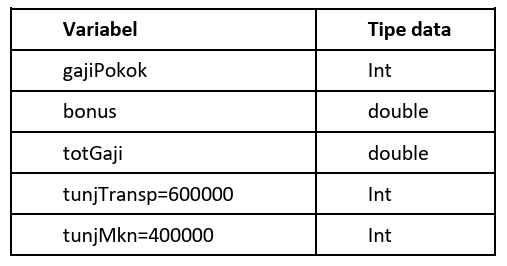 Variabel Tipe data
gajiPokok Int
bonus double
totGaji double
tunjTransp=600000 Int
tunjMkn=400000 Int